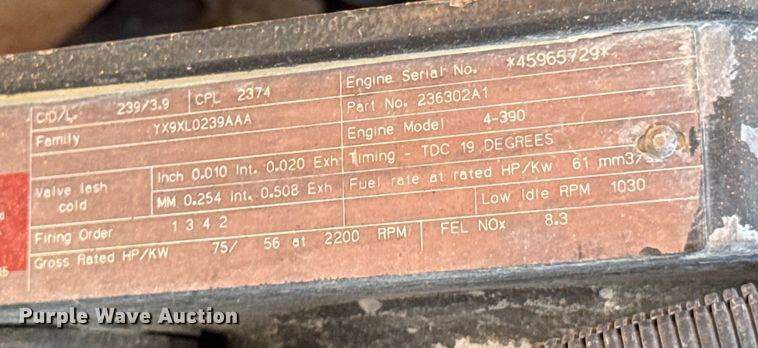 CID/L. 239/3.9 CPL 2374 Engine Serial No. *45965729*
Family YX9XL0239AAA Part No. 236302A1
Engine Model 4-390
Valve lash cold Inch 0.010 Int. 0.020 Exh Timing - TDC 19 DEGREES
MM 0.254 Int. 0.508 Exh Fuel rate at rated HP/Kw 61 mm3/
Firing Order 1 3 4 2 Low Idle RPM 1030
Gross Rated HP/KW 75/ 56 at 2200 RPM FEL NOx 8.3
Purple Wave Auction